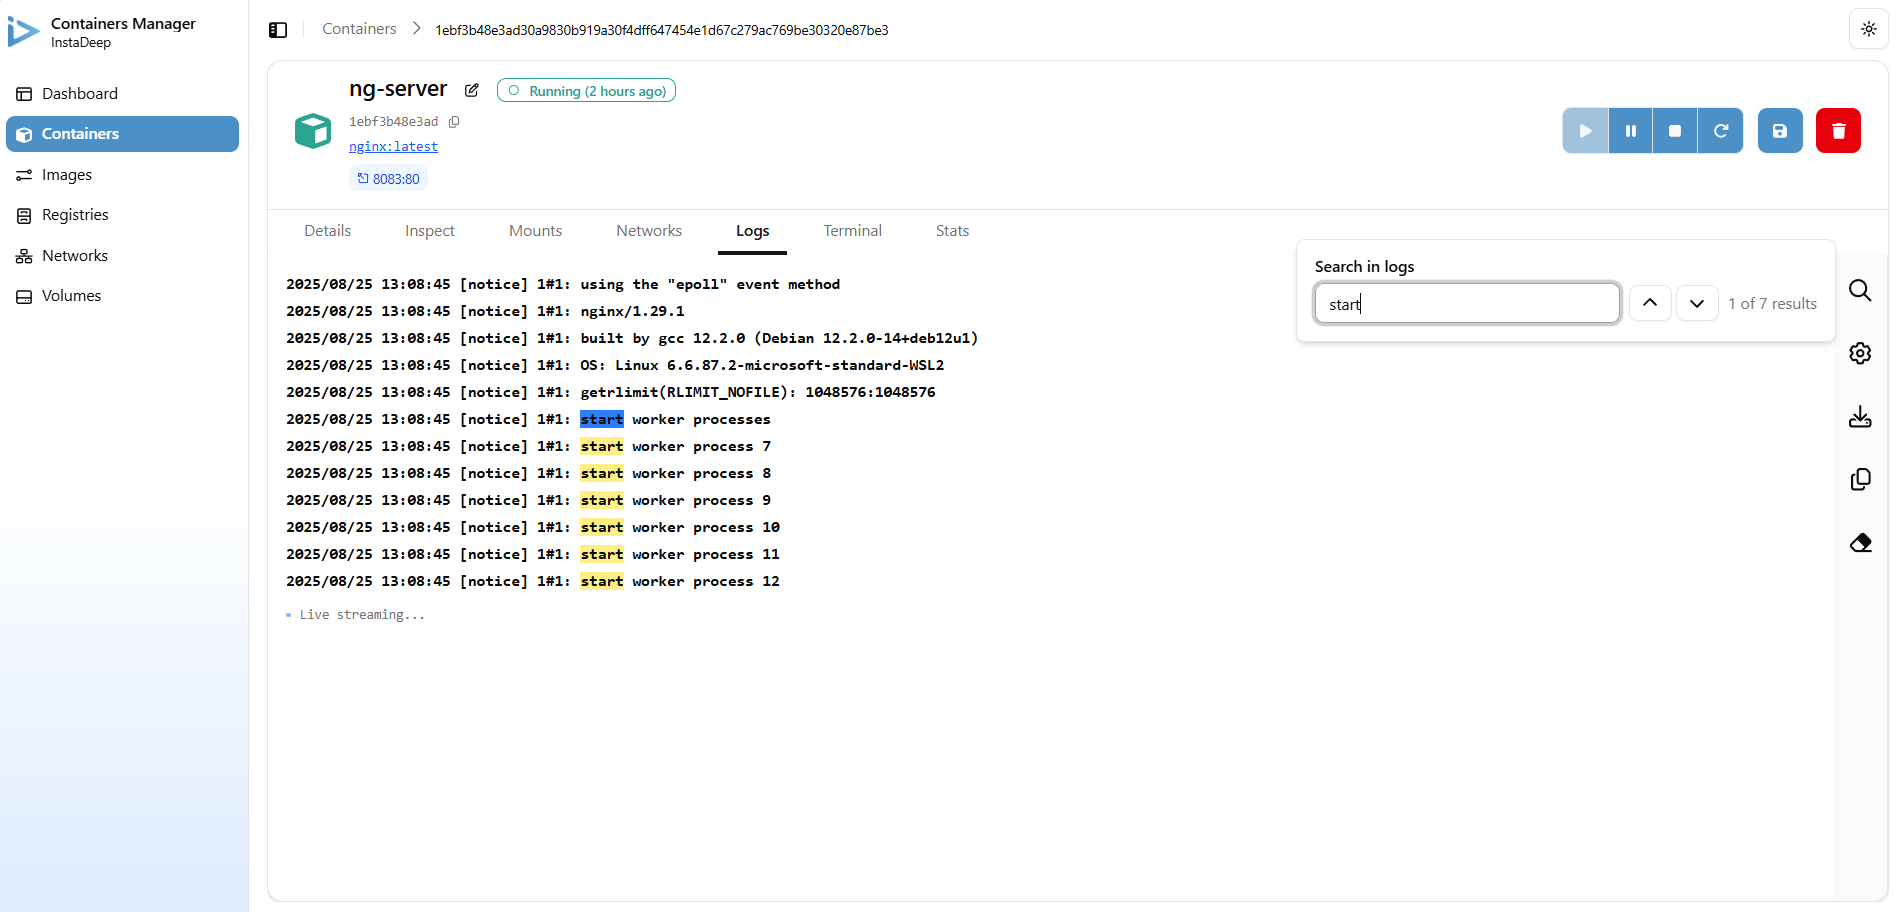 Containers Manager
InstaDeep
Dashboard
Containers
Images
Registries
Networks
Volumes
Containers > 1ebf3b48e3ad30a9830b919a30f4dff647454e1d67c279ac769be30320e87be3
ng-server
Running (2 hours ago)
1ebf3b48e3ad
nginx:latest
8083:80
Details Inspect Mounts Networks Logs Terminal Stats
Search in logs
start
1 of 7 results
2025/08/25 13:08:45 [notice] 1#1: using the "epoll" event method
2025/08/25 13:08:45 [notice] 1#1: nginx/1.29.1
2025/08/25 13:08:45 [notice] 1#1: built by gcc 12.2.0 (Debian 12.2.0-14+deb12u1)
2025/08/25 13:08:45 [notice] 1#1: OS: Linux 6.6.87.2-microsoft-standard-WSL2
2025/08/25 13:08:45 [notice] 1#1: getrlimit(RLIMIT_NOFILE): 1048576:1048576
2025/08/25 13:08:45 [notice] 1#1: start worker processes
2025/08/25 13:08:45 [notice] 1#1: start worker process 7
2025/08/25 13:08:45 [notice] 1#1: start worker process 8
2025/08/25 13:08:45 [notice] 1#1: start worker process 9
2025/08/25 13:08:45 [notice] 1#1: start worker process 10
2025/08/25 13:08:45 [notice] 1#1: start worker process 11
2025/08/25 13:08:45 [notice] 1#1: start worker process 12
Live streaming...